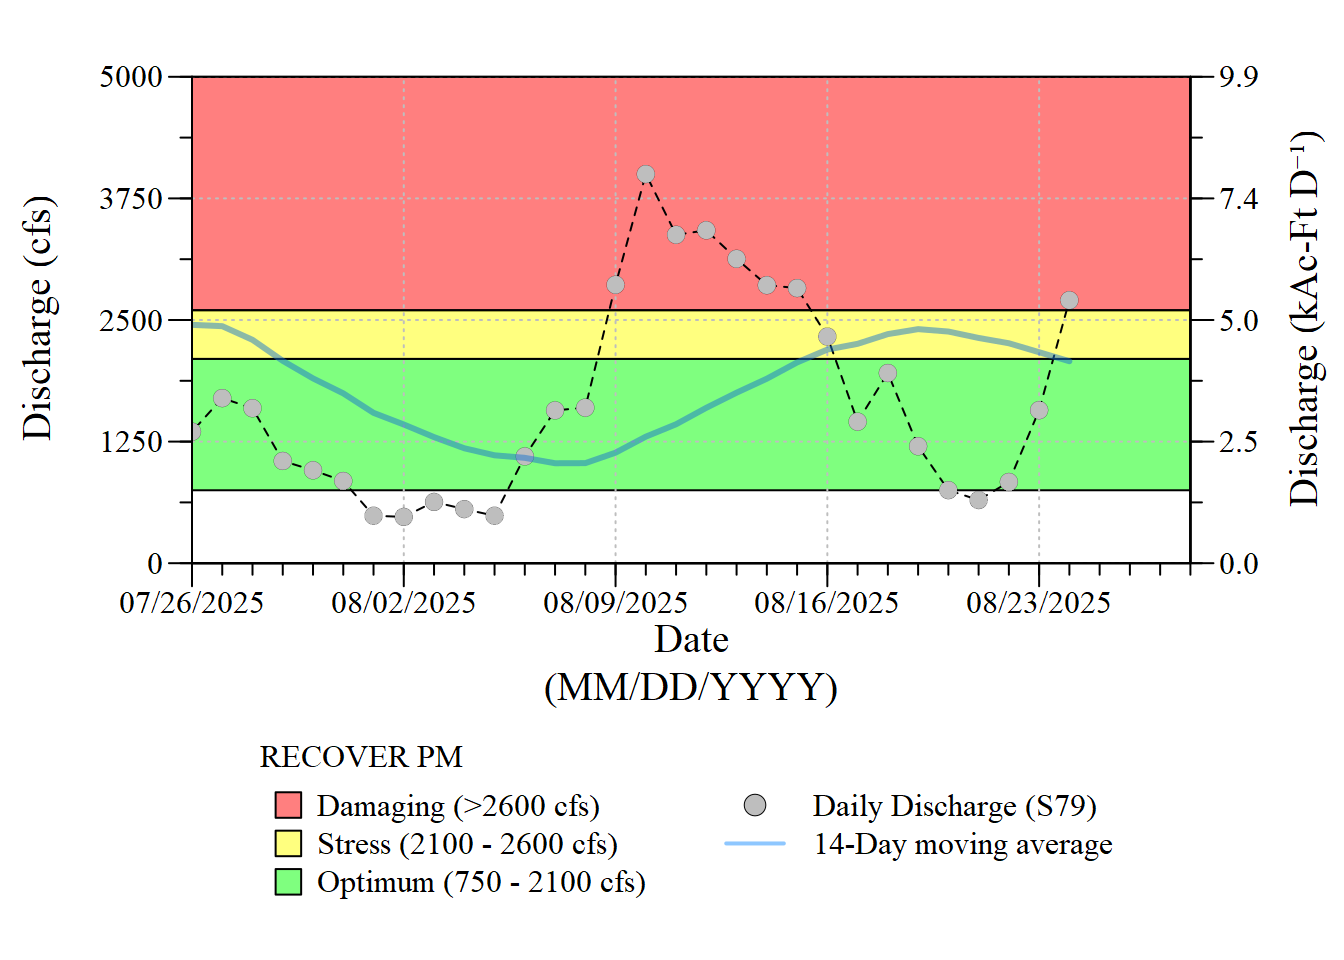 5000
3750
2500
1250
0
Discharge (cfs)
9.9
7.4
5.0
2.5
0.0
Discharge (kAc-Ft D⁻¹)
07/26/2025 08/02/2025 08/09/2025 08/16/2025 08/23/2025
Date
(MM/DD/YYYY)
RECOVER PM
Damaging (>2600 cfs)
Stress (2100 - 2600 cfs)
Optimum (750 - 2100 cfs)
Daily Discharge (S79)
14-Day moving average